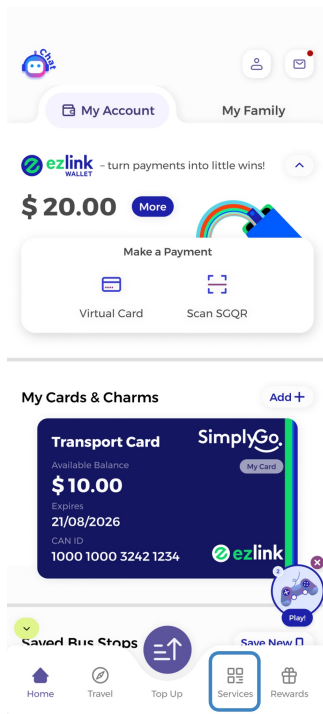 Chat
My Account
My Family
ezlink
WALLET
– turn payments into little wins!
$ 20.00
More
Make a Payment
Virtual Card
Scan SGQR
My Cards & Charms
Add +
Transport Card
SimplyGo.
Available Balance
My Card
$ 10.00
Expires
21/08/2026
CAN ID
1000 1000 3242 1234
ezlink
2
Play!
Saved Bus Stops
Save New
Home
Travel
Top Up
Services
Rewards